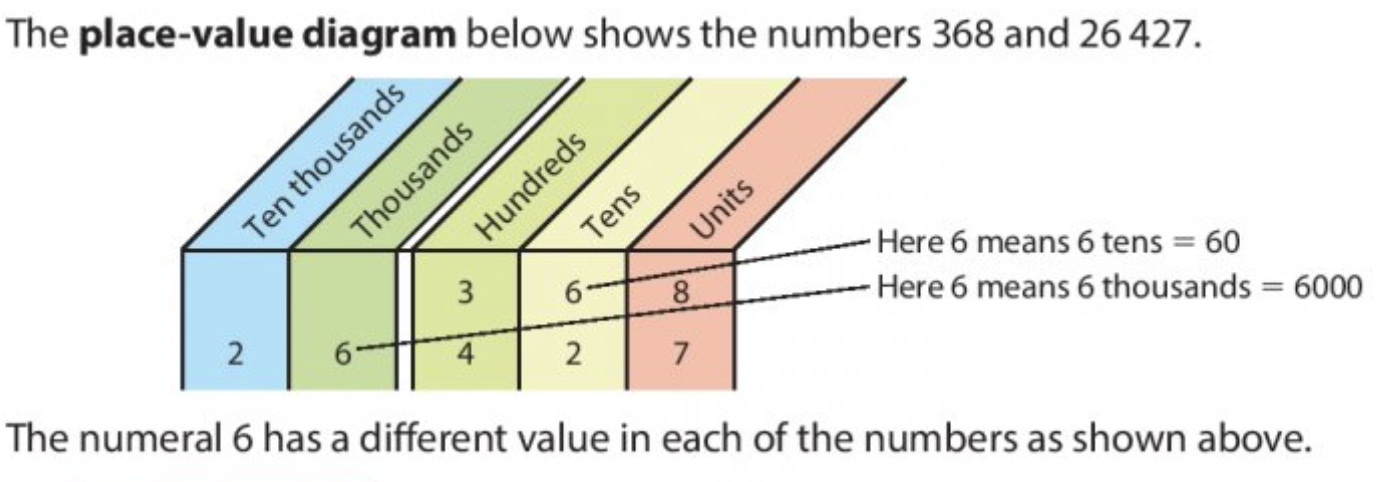 The place-value diagram below shows the numbers 368 and 26 427.
Ten thousands
Thousands
Hundreds
Tens
Units
Here 6 means 6 tens = 60
3 6 8
Here 6 means 6 thousands = 6000
2 6 4 2 7
The numeral 6 has a different value in each of the numbers as shown above.